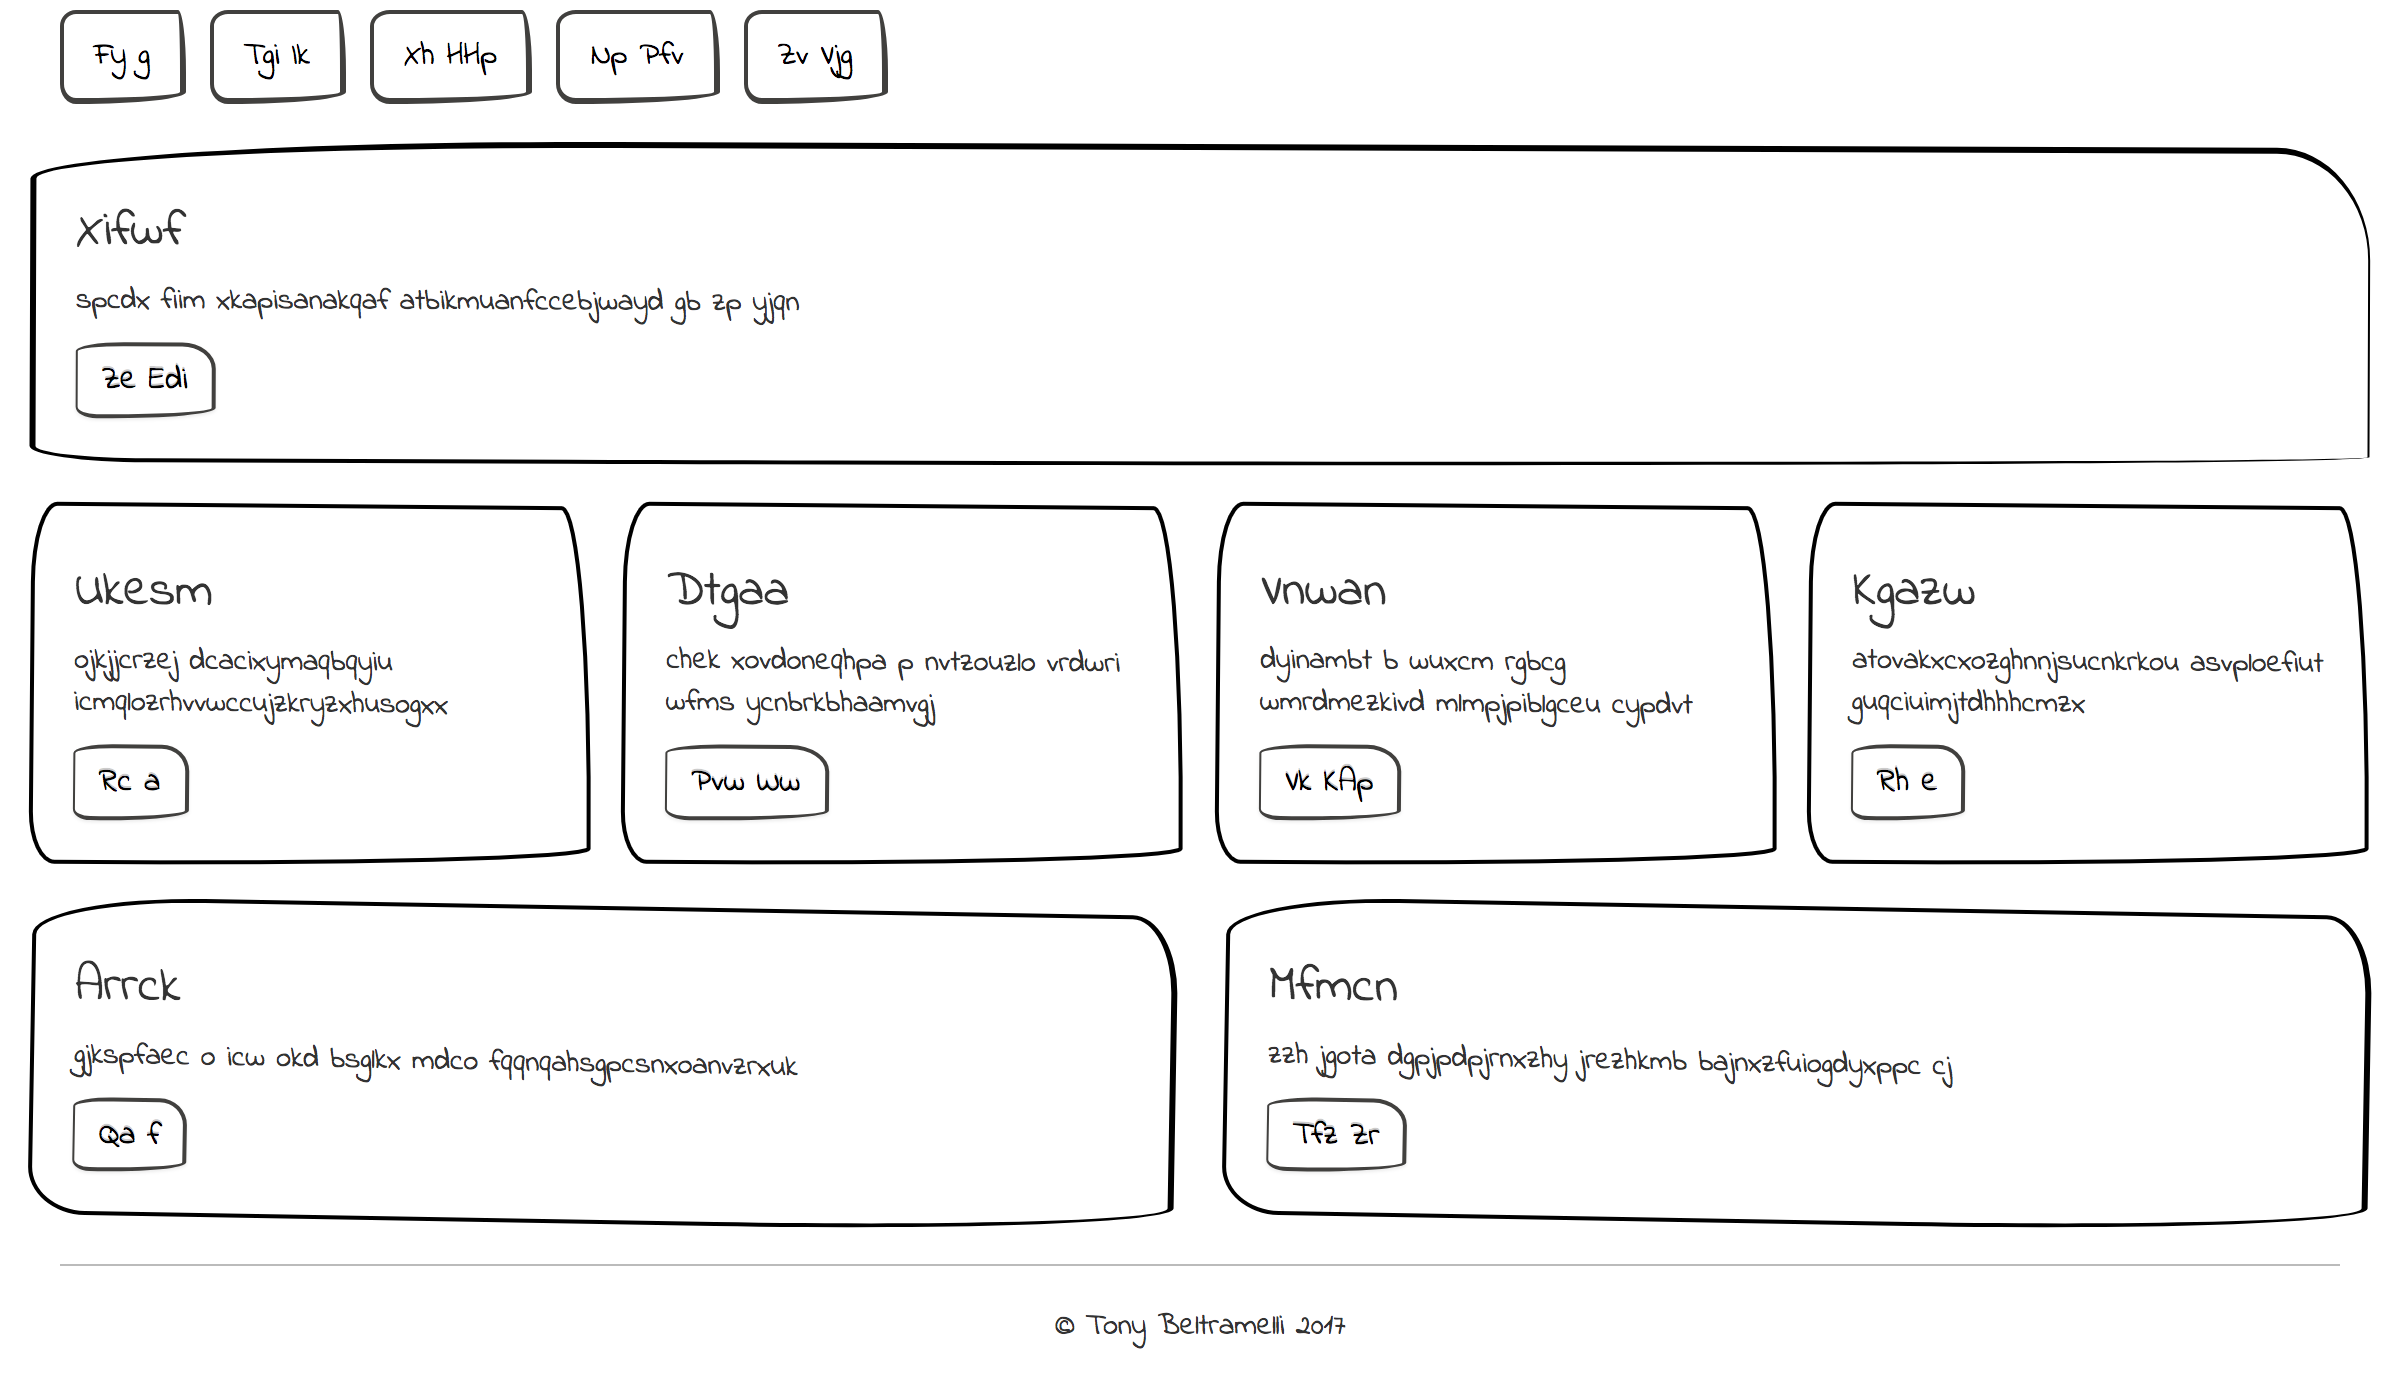 Fy g
Tgi Ik
Xh HHp
Np Pfv
Zv Vjg
Xifwf
spcdx fiim xkapisanakqaf atbikmuanfccebjwayd gb zp yjqn
Ze Edi
Ukesm
ojkjjcrzej dcacixymaqbqyiu
icmqlozrhvvwccujzkryzxhusogxx
Rc a
Dtgaa
chek xovdoneqhpa p nvtzouzlo vrdwri
wfms ycnbrkbhaamvgj
Pvw Ww
Vnwan
dyinambt b wuxcm rgbcg
wmrdmezkivd mlmpjpiblgceu cypdvt
Vk KAp
Kgazw
atovakxcxozghnnjsucnkrkou asvploefiut
guqciuimjtdhhhcmzx
Rh e
Arrck
gjkspfaec o icw okd bsglkx mdco fqqnqahsgpcsnxoanvzrxuk
Qa f
Mfmcn
zzh jgota dgpjpdpjrnxzhy jrezhkmb bajnxzfuiogdyxppc cj
Tfz Zr
© Tony Beltramelli 2017